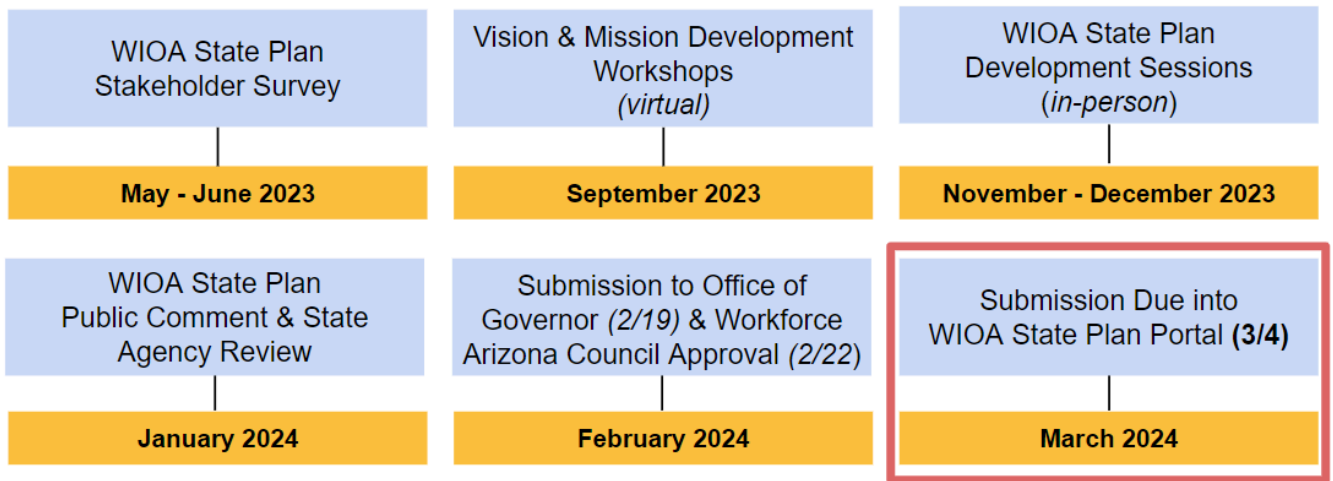 WIOA State Plan
Stakeholder Survey
May - June 2023
Vision & Mission Development
Workshops
(virtual)
September 2023
WIOA State Plan
Development Sessions
(in-person)
November - December 2023
WIOA State Plan
Public Comment & State
Agency Review
January 2024
Submission to Office of
Governor (2/19) & Workforce
Arizona Council Approval (2/22)
February 2024
Submission Due into
WIOA State Plan Portal (3/4)
March 2024